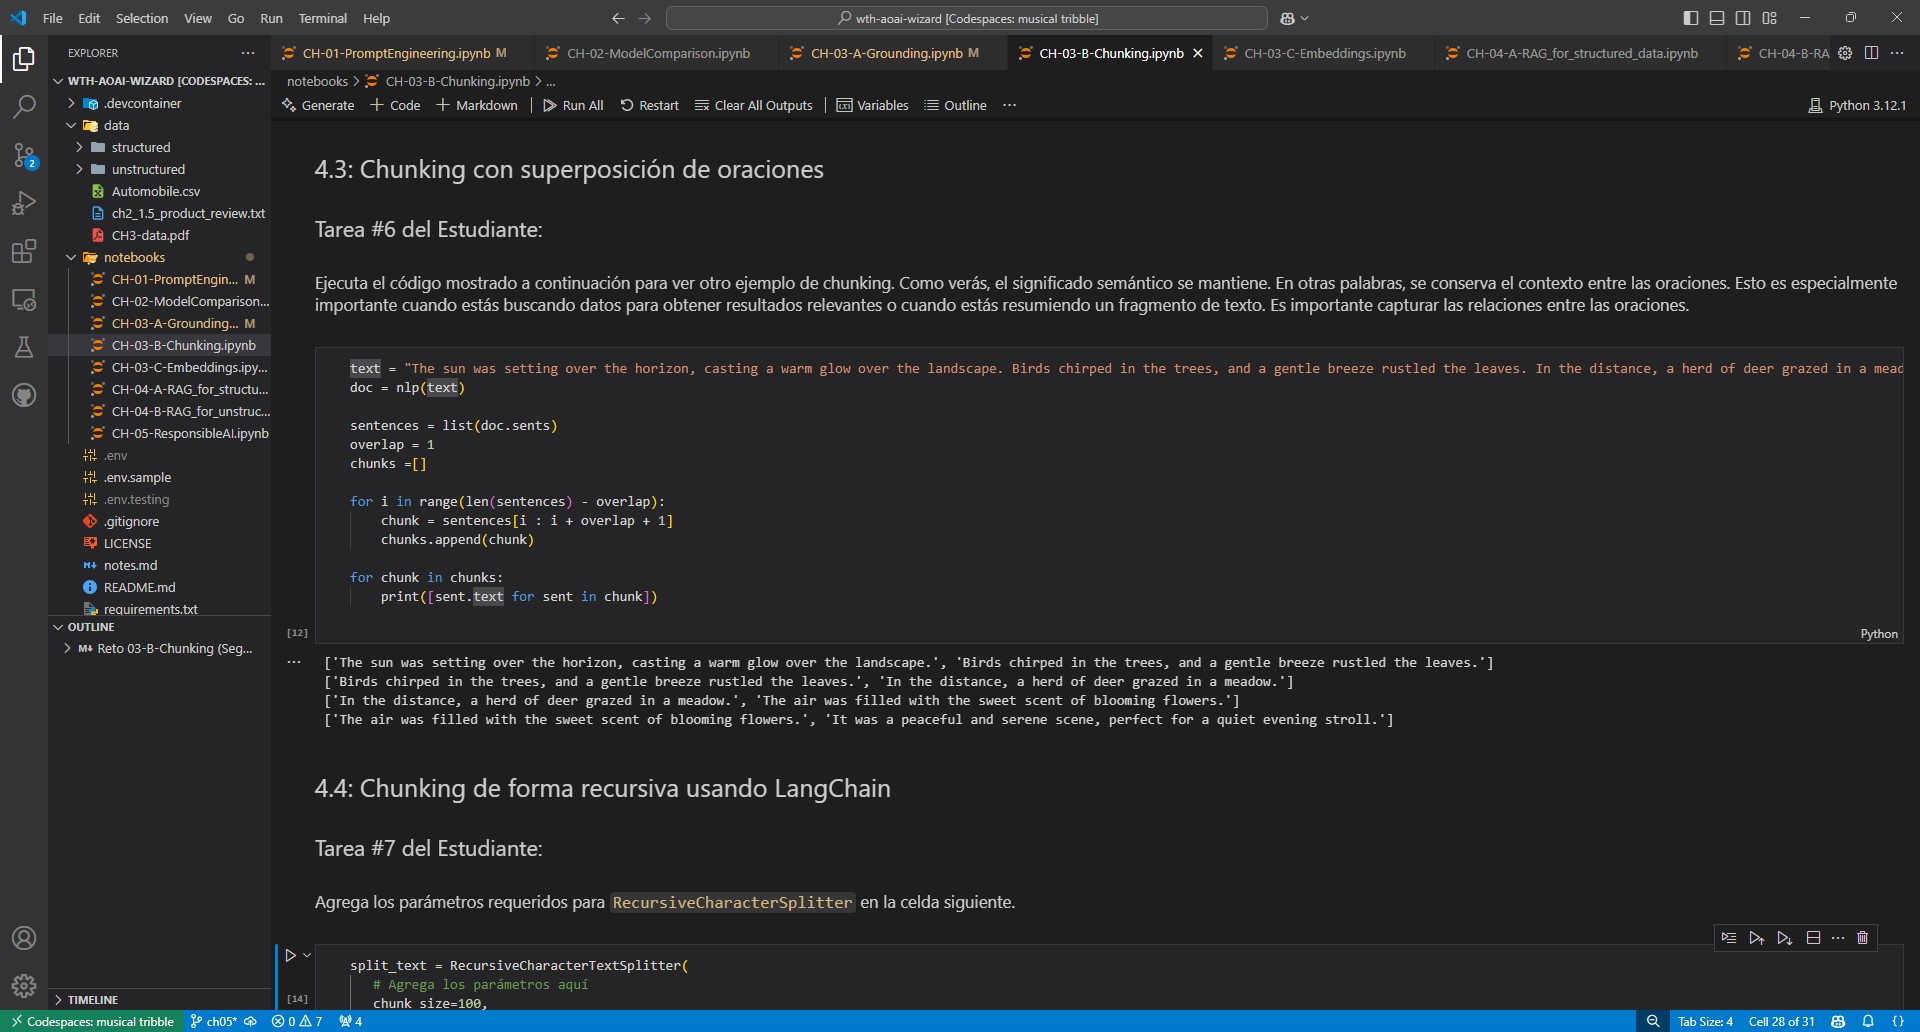 File Edit Selection View Go Run Terminal Help
wth-aoai-wizard [Codespaces: musical tribble]
EXPLORER
WTH-AOAI-WIZARD [CODESPACES: ...
.devcontainer
data
structured
unstructured
Automobile.csv
ch2_1.5_product_review.txt
CH3-data.pdf
notebooks
CH-01-PromptEngin... M
CH-02-ModelComparison...
CH-03-A-Grounding... M
CH-03-B-Chunking.ipynb
CH-03-C-Embeddings.ipy...
CH-04-A-RAG_for_structu...
CH-04-B-RAG_for_unstruc...
CH-05-ResponsibleAI.ipynb
.env
.env.sample
.env.testing
.gitignore
LICENSE
notes.md
README.md
requirements.txt
OUTLINE
Reto 03-B-Chunking (Seg...
TIMELINE
CH-01-PromptEngineering.ipynb M
CH-02-ModelComparison.ipynb
CH-03-A-Grounding.ipynb M
CH-03-B-Chunking.ipynb
CH-03-C-Embeddings.ipynb
CH-04-A-RAG_for_structured_data.ipynb
CH-04-B-RA
notebooks > CH-03-B-Chunking.ipynb > ...
Generate + Code + Markdown Run All Restart Clear All Outputs Variables Outline ... Python 3.12.1
4.3: Chunking con superposición de oraciones
Tarea #6 del Estudiante:
Ejecuta el código mostrado a continuación para ver otro ejemplo de chunking. Como verás, el significado semántico se mantiene. En otras palabras, se conserva el contexto entre las oraciones. Esto es especialmente
importante cuando estás buscando datos para obtener resultados relevantes o cuando estás resumiendo un fragmento de texto. Es importante capturar las relaciones entre las oraciones.
text = "The sun was setting over the horizon, casting a warm glow over the landscape. Birds chirped in the trees, and a gentle breeze rustled the leaves. In the distance, a herd of deer grazed in a mead
doc = nlp(text)
sentences = list(doc.sents)
overlap = 1
chunks =[]
for i in range(len(sentences) - overlap):
chunk = sentences[i : i + overlap + 1]
chunks.append(chunk)
for chunk in chunks:
print([sent.text for sent in chunk])
[12]
Python
['The sun was setting over the horizon, casting a warm glow over the landscape.', 'Birds chirped in the trees, and a gentle breeze rustled the leaves.']
['Birds chirped in the trees, and a gentle breeze rustled the leaves.', 'In the distance, a herd of deer grazed in a meadow.']
['In the distance, a herd of deer grazed in a meadow.', 'The air was filled with the sweet scent of blooming flowers.']
['The air was filled with the sweet scent of blooming flowers.', 'It was a peaceful and serene scene, perfect for a quiet evening stroll.']
4.4: Chunking de forma recursiva usando LangChain
Tarea #7 del Estudiante:
Agrega los parámetros requeridos para RecursiveCharacterSplitter en la celda siguiente.
split_text = RecursiveCharacterTextSplitter(
# Agrega los parámetros aquí
chunk_size=100,
[14]
Codespaces: musical tribble ch05* 0 7 4 Tab Size: 4 Cell 28 of 31